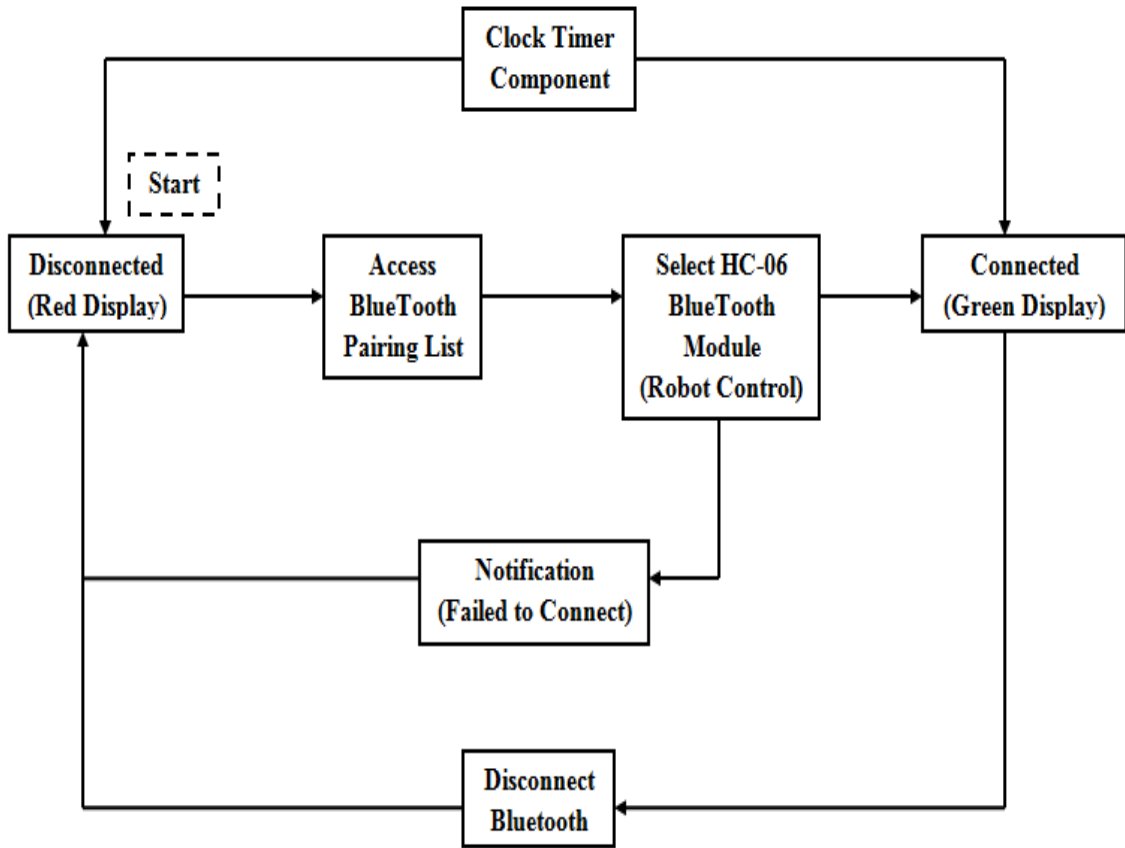 Clock Timer
Component
Start
Disconnected
(Red Display)
Access
BlueTooth
Pairing List
Select HC-06
BlueTooth
Module
(Robot Control)
Connected
(Green Display)
Notification
(Failed to Connect)
Disconnect
Bluetooth